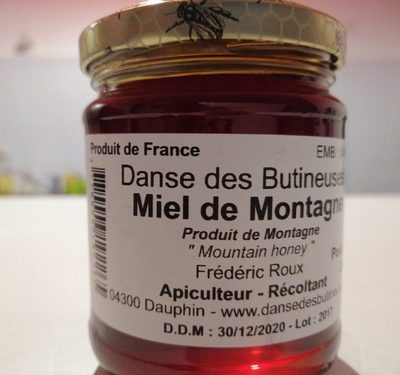 Produit de France EMB
Danse des Butineuses
Miel de Montagne
Produit de Montagne
" Mountain honey "
Frédéric Roux
Apiculteur - Récoltant
04300 Dauphin - www.dansedesbutine
D.D.M : 30/12/2020 - Lot : 2017